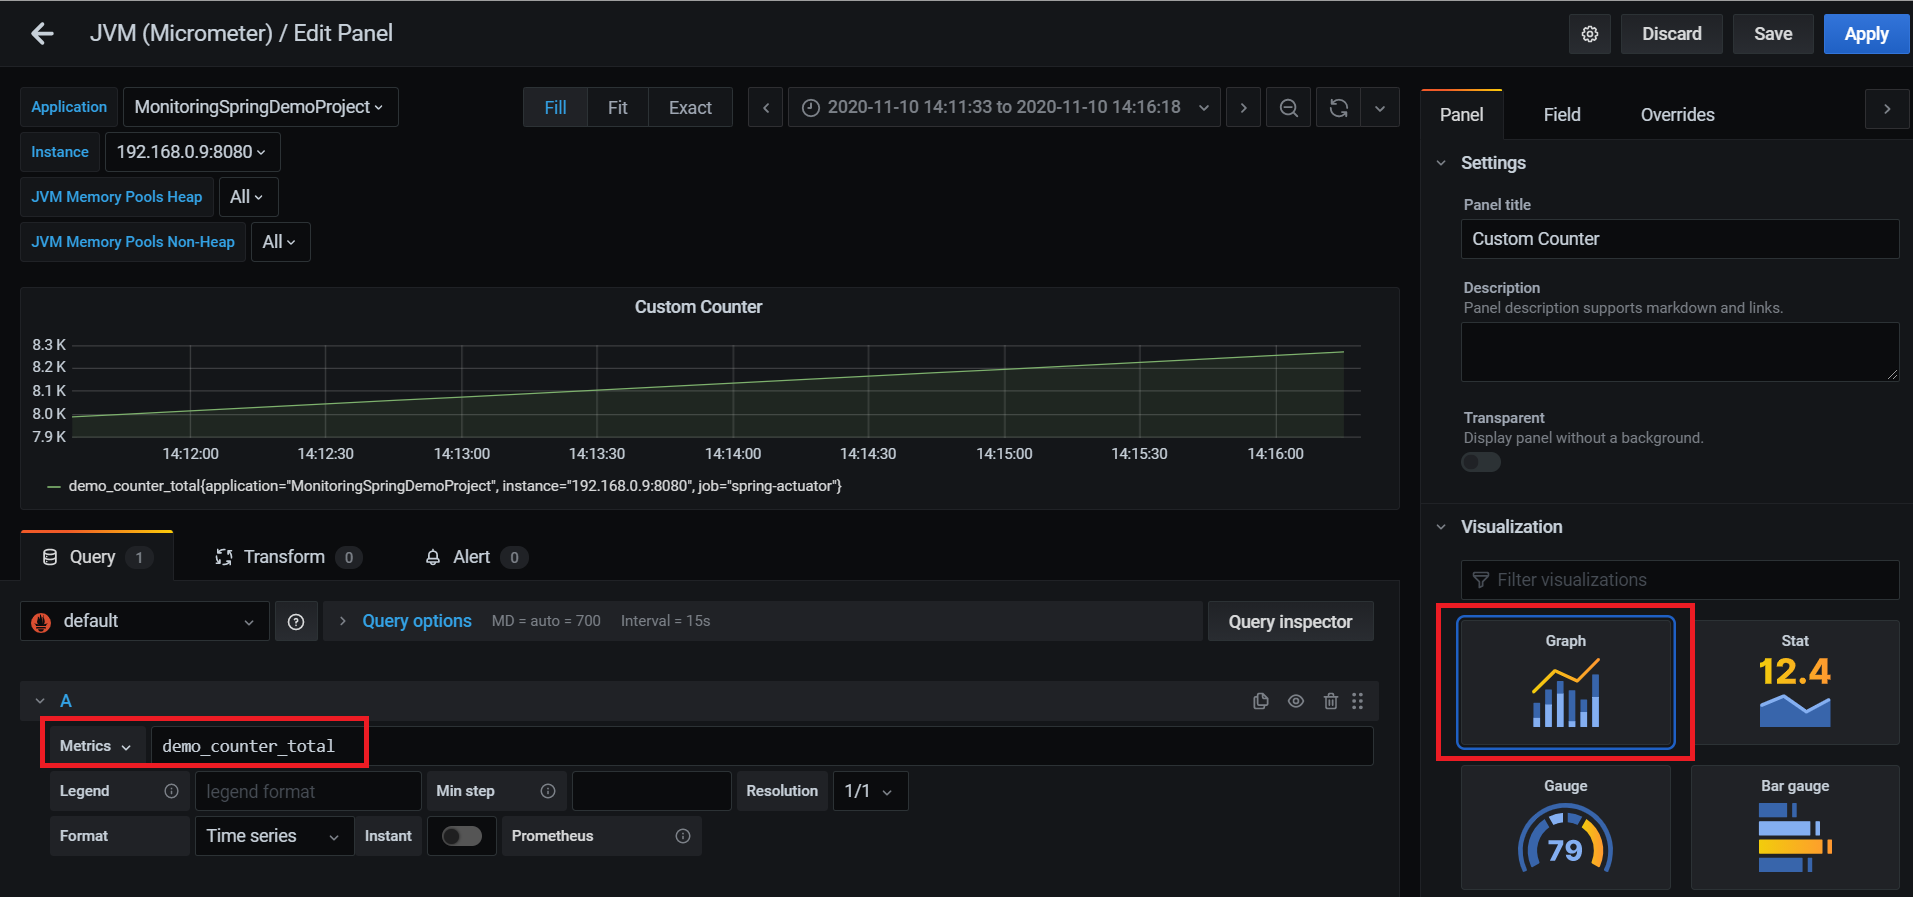 JVM (Micrometer) / Edit Panel
Discard
Save
Apply
Application
MonitoringSpringDemoProject
Fill
Fit
Exact
2020-11-10 14:11:33 to 2020-11-10 14:16:18
Instance
192.168.0.9:8080
JVM Memory Pools Heap
All
JVM Memory Pools Non-Heap
All
Custom Counter
8.3 K
8.2 K
8.1 K
8.0 K
7.9 K
14:12:00
14:12:30
14:13:00
14:13:30
14:14:00
14:14:30
14:15:00
14:15:30
14:16:00
demo_counter_total{application="MonitoringSpringDemoProject", instance="192.168.0.9:8080", job="spring-actuator"}
Query 1
Transform 0
Alert 0
default
Query options
MD = auto = 700
Interval = 15s
Query inspector
A
Metrics
demo_counter_total
Legend
legend format
Min step
Resolution
1/1
Format
Time series
Instant
Prometheus
Panel
Field
Overrides
Settings
Panel title
Custom Counter
Description
Panel description supports markdown and links.
Transparent
Display panel without a background.
Visualization
Filter visualizations
Graph
Stat
12.4
Gauge
79
Bar gauge